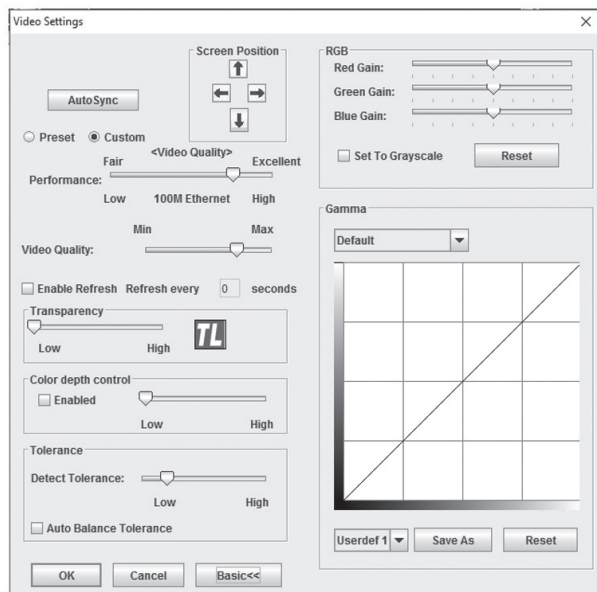 Video Settings
Screen Position
AutoSync
Preset Custom
<Video Quality>
Fair Excellent
Performance:
Low 100M Ethernet High
Min Max
Video Quality:
Enable Refresh Refresh every 0 seconds
Transparency
TL
Low High
Color depth control
Enabled
Low High
Tolerance
Detect Tolerance:
Low High
Auto Balance Tolerance
OK Cancel Basic<<
RGB
Red Gain:
Green Gain:
Blue Gain:
Set To Grayscale Reset
Gamma
Default
Userdef 1 Save As Reset